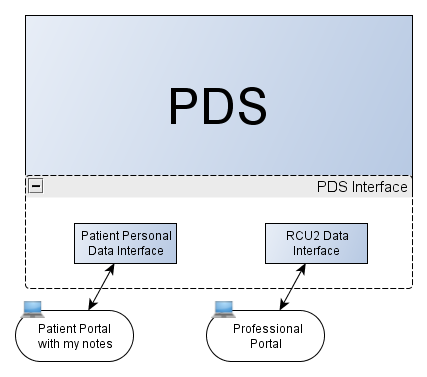 PDS
PDS Interface
Patient Personal
Data Interface
RCU2 Data
Interface
Patient Portal
with my notes
Professional
Portal